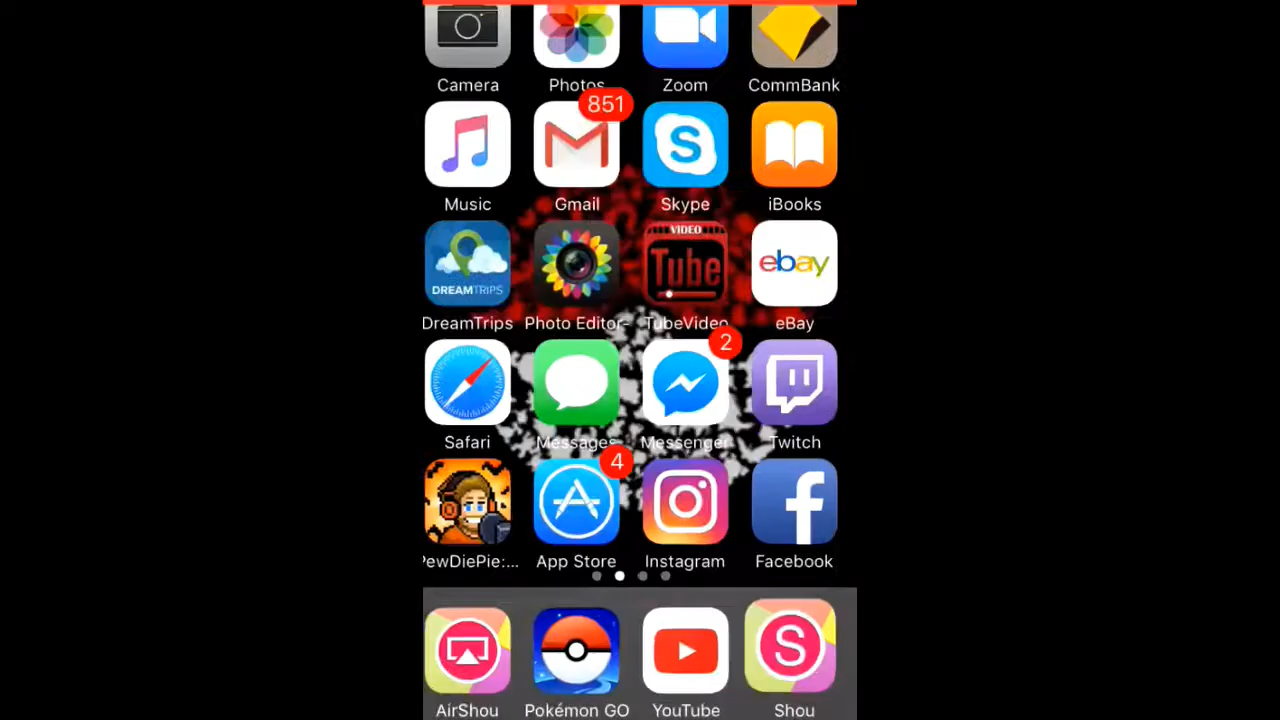 Camera Photos Zoom CommBank
851
Music Gmail Skype iBooks
VIDEO
Tube
ebay
DREAMTRIPS
DreamTrips Photo Editor- TubeVideo eBay
2
Safari Messages Messenger Twitch
4
PewDiePie:... App Store Instagram Facebook
S
AirShou Pokémon GO YouTube Shou